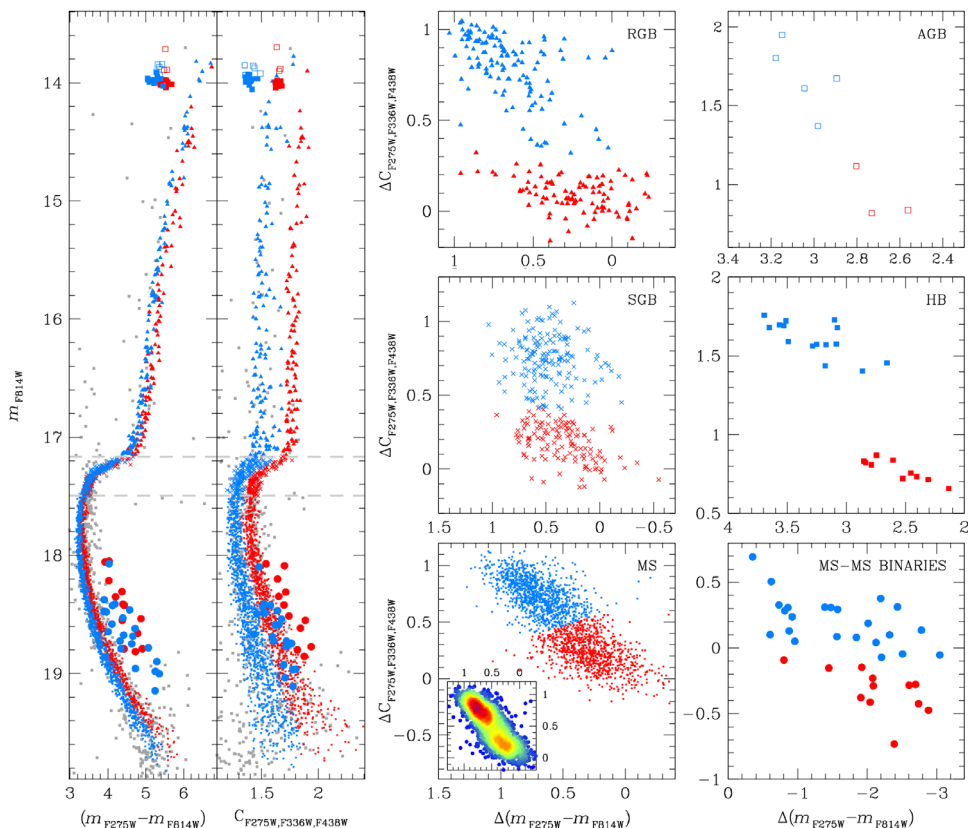 14
15
16
17
18
19
m_F814W
3 4 5 6
1.5 2
(m_F275W−m_F814W)
C_F275W,F336W,F438W
RGB
1
0.5
0
ΔC_F275W,F336W,F438W
1 0.5 0
AGB
2
1.5
1
3.4 3.2 3 2.8 2.6 2.4
SGB
1
0.5
0
ΔC_F275W,F336W,F438W
1.5 1 0.5 0 −0.5
HB
2
1.5
1
0.5
4 3.5 3 2.5 2
MS
1
0.5
0
−0.5
ΔC_F275W,F336W,F438W
1 0.5 0
1
0.5
0
1.5 1 0.5 0 −0.5
Δ(m_F275W−m_F814W)
MS−MS BINARIES
0.5
0
−0.5
−1
0 −1 −2 −3
Δ(m_F275W−m_F814W)